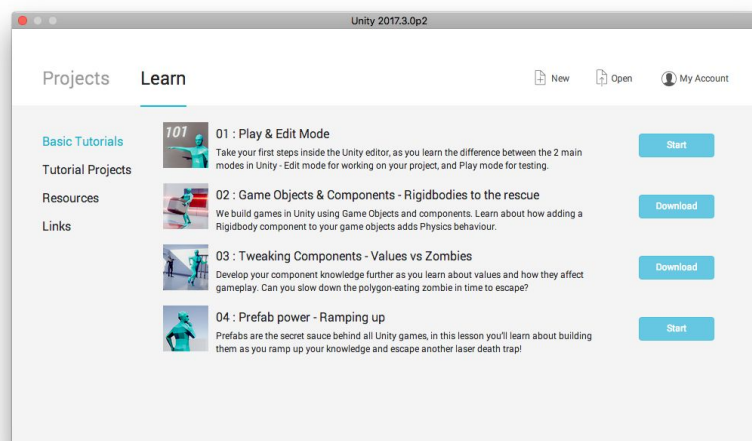 Unity 2017.3.0p2
Projects
Learn
New
Open
My Account
Basic Tutorials
Tutorial Projects
Resources
Links
101
01 : Play & Edit Mode
Take your first steps inside the Unity editor, as you learn the difference between the 2 main
modes in Unity - Edit mode for working on your project, and Play mode for testing.
Start
02 : Game Objects & Components - Rigidbodies to the rescue
We build games in Unity using Game Objects and components. Learn about how adding a
Rigidbody component to your game objects adds Physics behaviour.
Download
03 : Tweaking Components - Values vs Zombies
Develop your component knowledge further as you learn about values and how they affect
gameplay. Can you slow down the polygon-eating zombie in time to escape?
Download
04 : Prefab power - Ramping up
Prefabs are the secret sauce behind all Unity games, in this lesson you'll learn about building
them as you ramp up your knowledge and escape another laser death trap!
Start